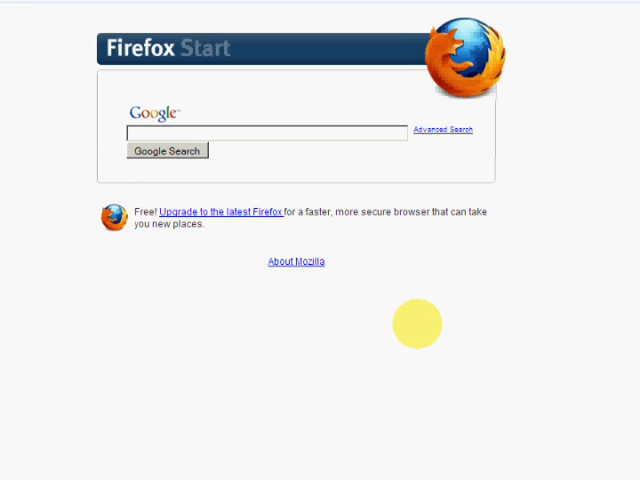 Firefox Start
Google™
Advanced Search
Google Search
Free! Upgrade to the latest Firefox for a faster, more secure browser that can take
you new places.
About Mozilla